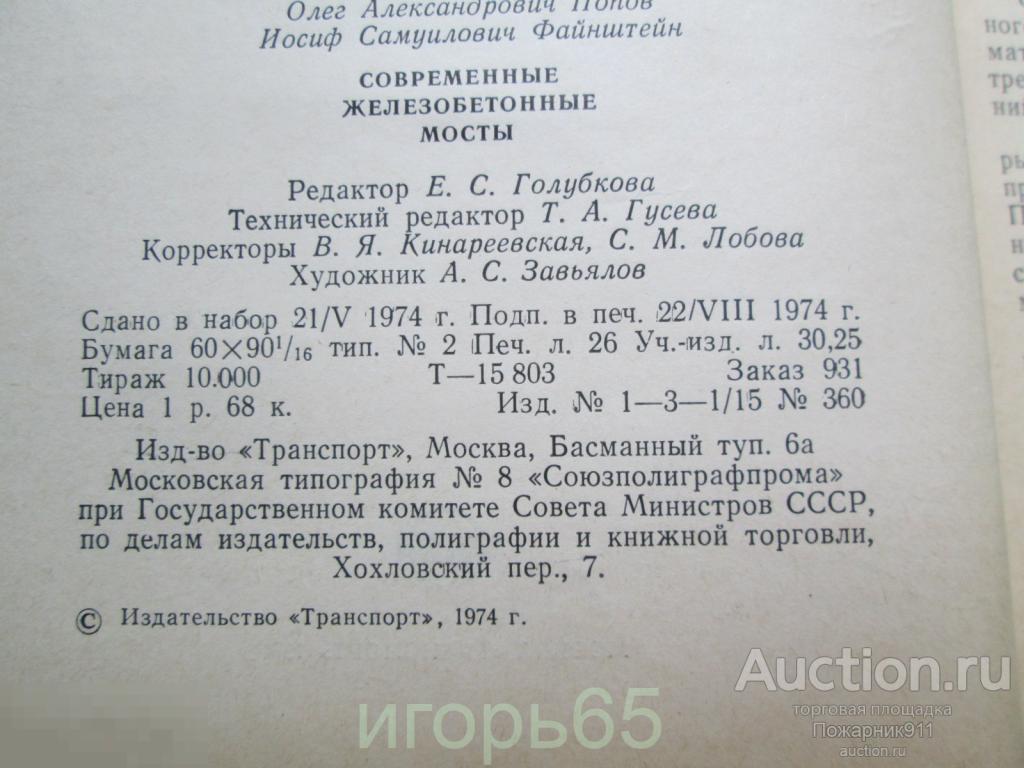 Олег Александрович Попов
Иосиф Самуилович Файнштейн
СОВРЕМЕННЫЕ
ЖЕЛЕЗОБЕТОННЫЕ
МОСТЫ
Редактор Е. С. Голубкова
Технический редактор Т. А. Гусева
Корректоры В. Я. Кинареевская, С. М. Лобова
Художник А. С. Завьялов
Сдано в набор 21/V 1974 г. Подп. в печ. 22/VIII 1974 г.
Бумага 60×90¹/₁₆ тип. № 2 Печ. л. 26 Уч.-изд. л. 30,25
Тираж 10.000 Т—15 803 Заказ 931
Цена 1 р. 68 к. Изд. № 1—3—1/15 № 360
Изд-во «Транспорт», Москва, Басманный туп. 6а
Московская типография № 8 «Союзполиграфпрома»
при Государственном комитете Совета Министров СССР,
по делам издательств, полиграфии и книжной торговли,
Хохловский пер., 7.
© Издательство «Транспорт», 1974 г.
Auction.ru
торговая площадка
Пожарник911
auction.ru
игорь65